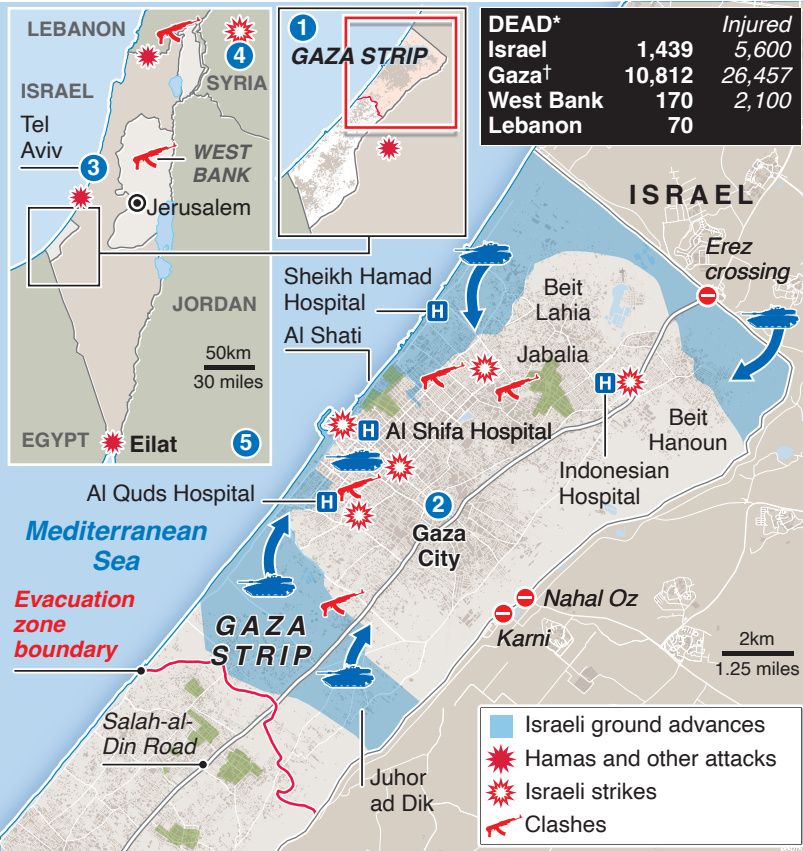 LEBANON
4
SYRIA
ISRAEL
Tel
Aviv
3
WEST
BANK
Jerusalem
JORDAN
50km
30 miles
EGYPT
Eilat
5
1
GAZA STRIP
DEAD* Injured
Israel 1,439 5,600
Gaza† 10,812 26,457
West Bank 170 2,100
Lebanon 70
ISRAEL
Erez
crossing
Sheikh Hamad
Hospital
H
Beit
Lahia
Al Shati
Jabalia
H
Beit
Hanoun
H Al Shifa Hospital
Indonesian
Hospital
Al Quds Hospital
H
2
Gaza
City
Mediterranean
Sea
Evacuation
zone
boundary
GAZA
STRIP
Nahal Oz
Karni
2km
1.25 miles
Salah-al-
Din Road
Juhor
ad Dik
Israeli ground advances
Hamas and other attacks
Israeli strikes
Clashes